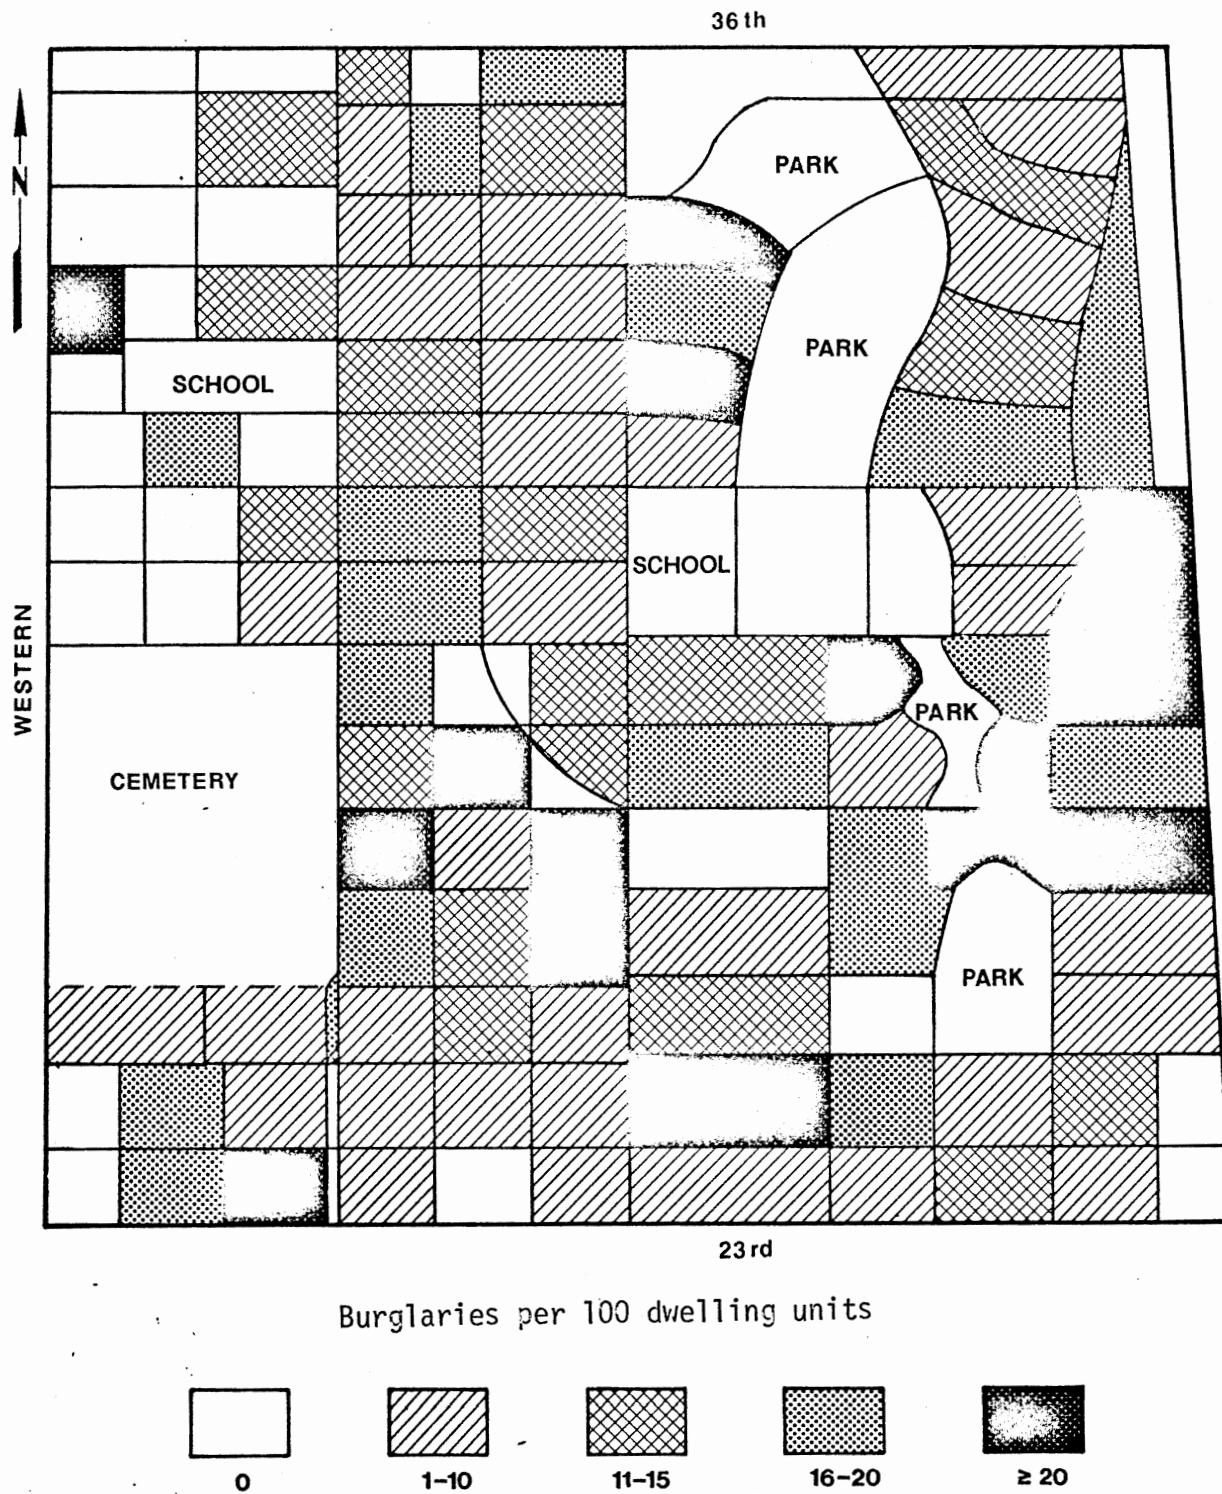 36th
N
PARK
PARK
SCHOOL
SCHOOL
WESTERN
PARK
CEMETERY
PARK
23rd
Burglaries per 100 dwelling units
0
1-10
11-15
16-20
≥ 20